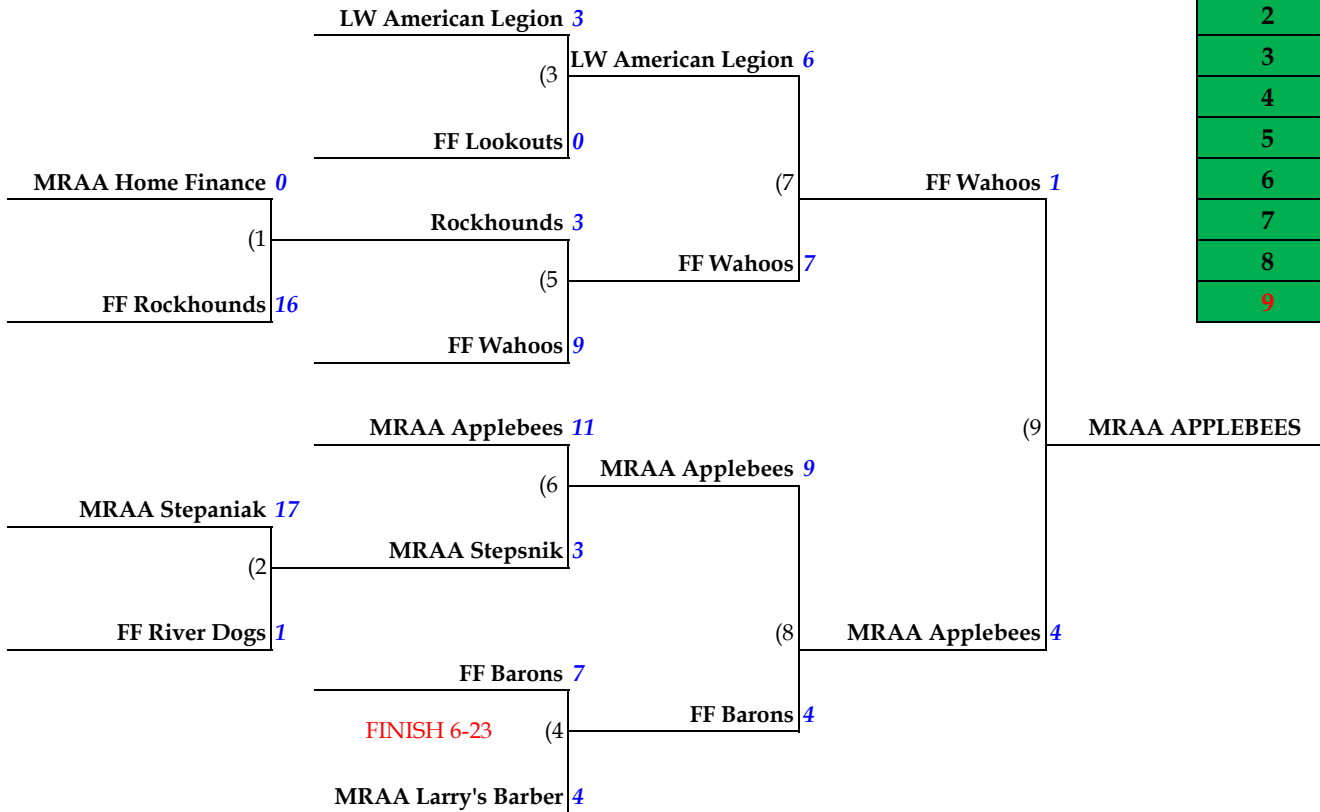 LW American Legion 3
2
(3 LW American Legion 6
3
4
FF Lookouts 0
5
MRAA Home Finance 0
(7 FF Wahoos 1
6
(1 Rockhounds 3
7
(5 FF Wahoos 7
8
FF Rockhounds 16
9
FF Wahoos 9
MRAA Applebees 11
(9 MRAA APPLEBEES
(6 MRAA Applebees 9
MRAA Stepaniak 17
(2 MRAA Stepsnik 3
FF River Dogs 1
(8 MRAA Applebees 4
FF Barons 7
FINISH 6-23 (4 FF Barons 4
MRAA Larry's Barber 4